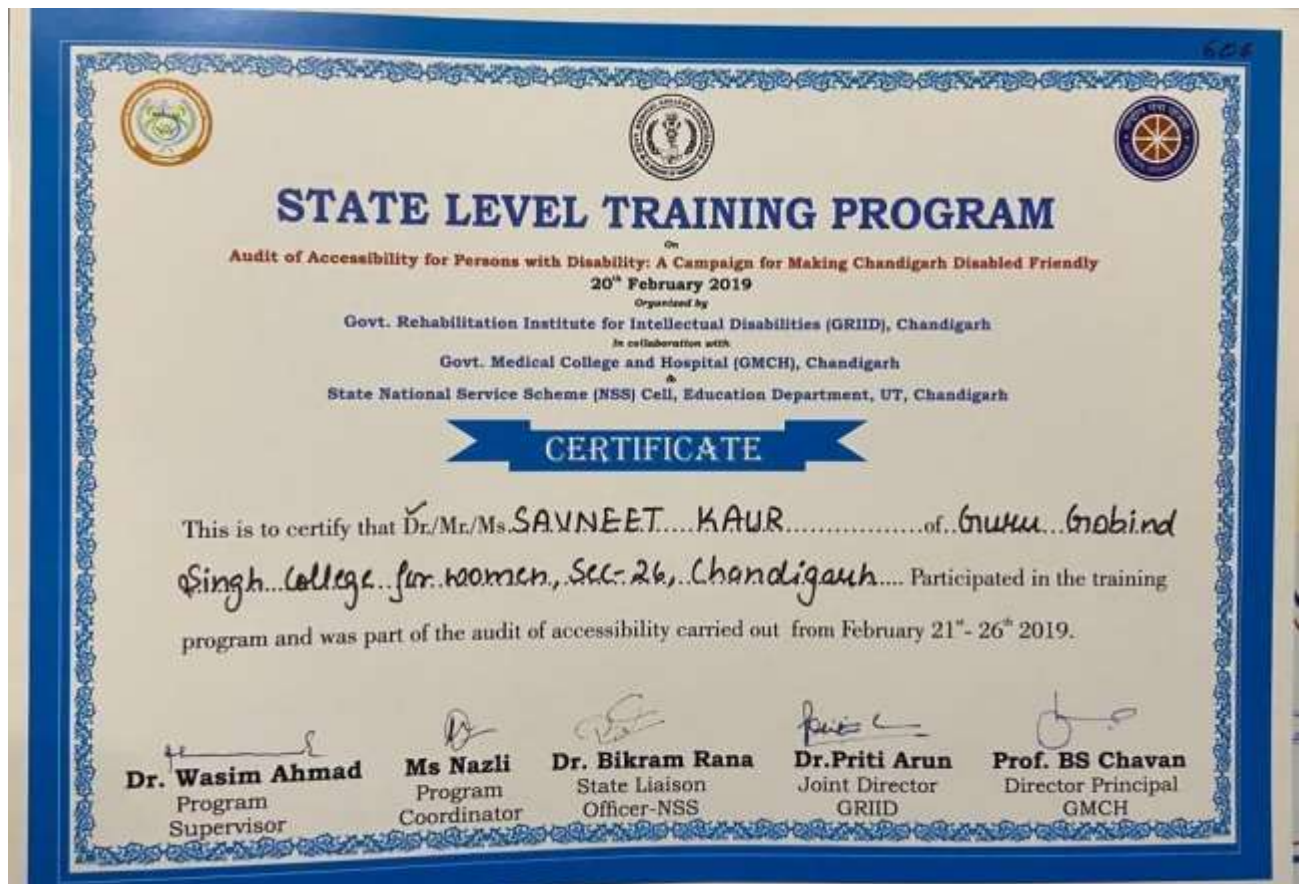 606
STATE LEVEL TRAINING PROGRAM
On
Audit of Accessibility for Persons with Disability: A Campaign for Making Chandigarh Disabled Friendly
20th February 2019
Organized by
Govt. Rehabilitation Institute for Intellectual Disabilities (GRIID), Chandigarh
In collaboration with
Govt. Medical College and Hospital (GMCH), Chandigarh
&
State National Service Scheme (NSS) Cell, Education Department, UT, Chandigarh
CERTIFICATE
This is to certify that Dr./Mr./Ms. SAVNEET KAUR of Guru Gobind
Singh College for women, Sec-26, Chandigarh Participated in the training
program and was part of the audit of accessibility carried out from February 21st- 26th 2019.
Dr. Wasim Ahmad Ms Nazli Dr. Bikram Rana Dr.Priti Arun Prof. BS Chavan
Program Program State Liaison Joint Director Director Principal
Supervisor Coordinator Officer-NSS GRIID GMCH